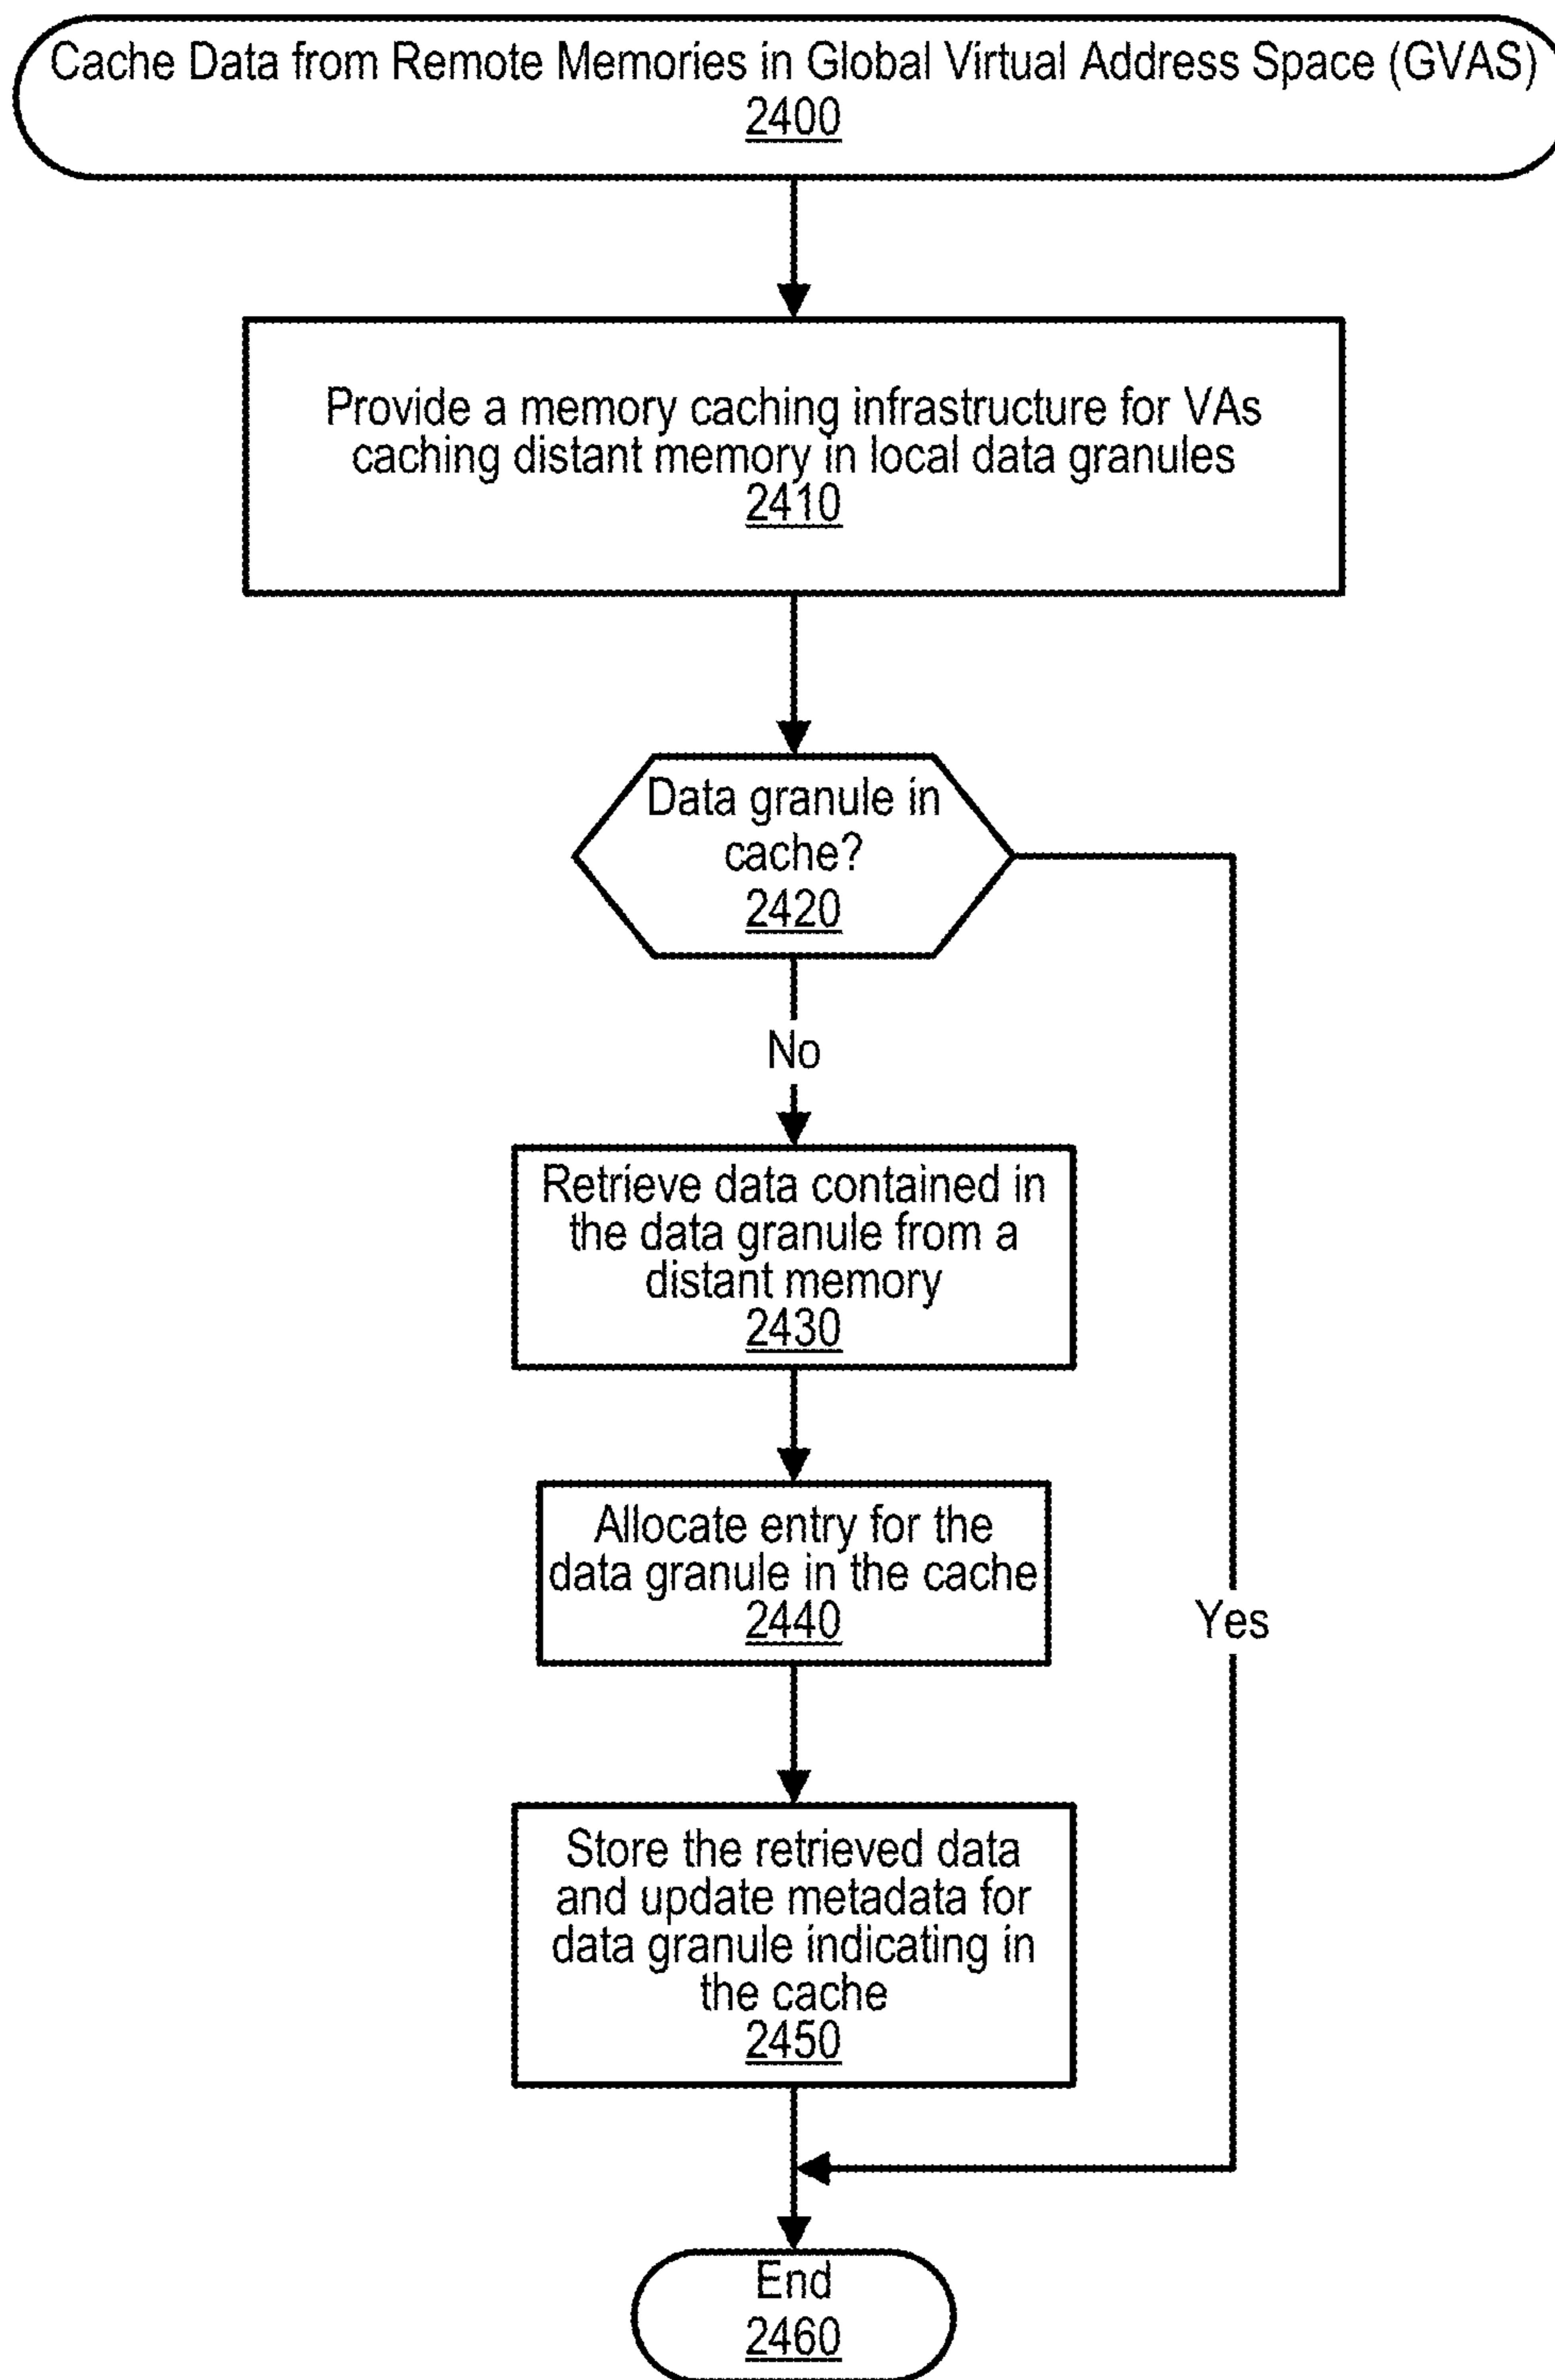 Cache Data from Remote Memories in Global Virtual Address Space (GVAS)
2400
Provide a memory caching infrastructure for VAs
caching distant memory in local data granules
2410
Data granule in
cache?
2420
No
Retrieve data contained in
the data granule from a
distant memory
2430
Allocate entry for the
data granule in the cache
2440
Yes
Store the retrieved data
and update metadata for
data granule indicating in
the cache
2450
End
2460